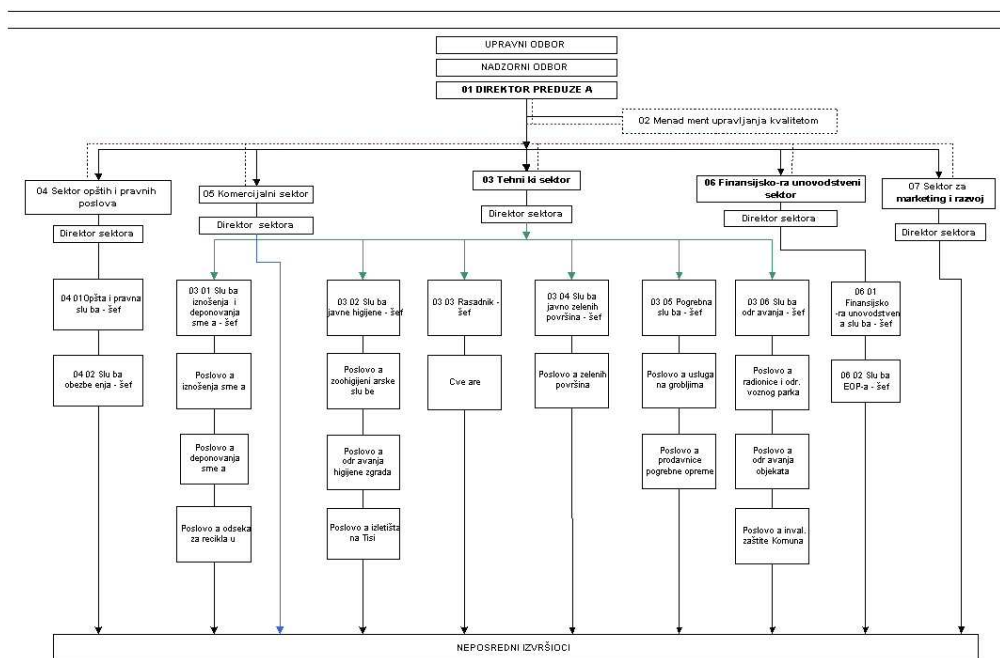 UPRAVNI ODBOR
NADZORNI ODBOR
01 DIREKTOR PREDUZE A
02 Menad ment upravljanja kvalitetom
04 Sektor opštih i pravnih
poslova
Direktor sektora
05 Komercijalni sektor
Direktor sektora
03 Tehni ki sektor
Direktor sektora
06 Finansijsko-ra unovodstveni
sektor
Direktor sektora
07 Sektor za
marketing i razvoj
Direktor sektora
04 01Opšta i pravna
slu ba - šef
04 02 Slu ba
obezbe enja - šef
03 01 Slu ba
iznošenja i
deponovanja
sme a - šef
Poslovo a
iznošenja sme a
Poslovo a
deponovanja
sme a
Poslovo a odseka
za recikla u
03 02 Slu ba
javne higijene - šef
Poslovo a
zoohigijeni arske
slu be
Poslovo a
odr avanja
higijene zgrada
Poslovo a izletišta
na Tisi
03 03 Rasadnik -
šef
Cve are
03 04 Slu ba
javno zelenih
površina - šef
Poslovo a zelenih
površina
03 05 Pogrebna
slu ba - šef
Poslovo a usluga
na grobljima
Poslovo a
prodavnice
pogrebne opreme
03 06 Slu ba
odr avanja - šef
Poslovo a
radionice i odr.
voznog parka
Poslovo a
odr avanja
objekata
Poslovo a inval.
zaštite Komuna
06 01
Finansijsko
-ra unovodstven
a slu ba - šef
06 02 Slu ba
EOP-a - šef
NEPOSREDNI IZVRŠIOCI